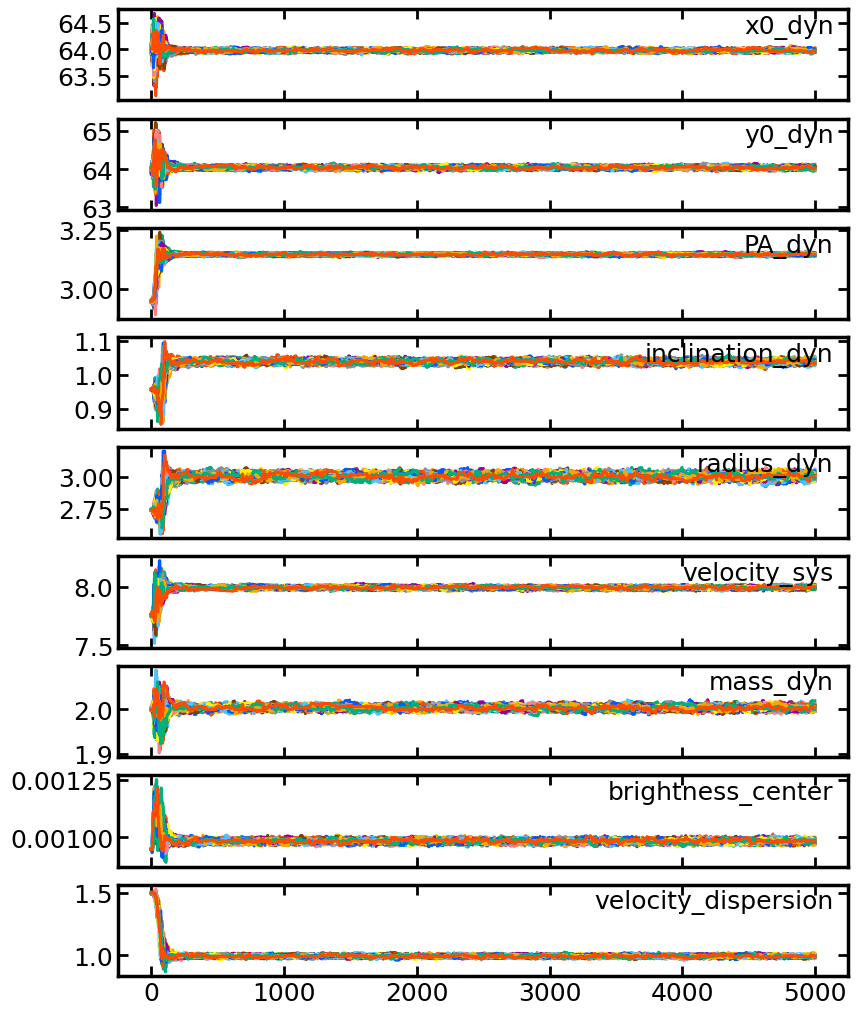 64.5
64.0
63.5
x0_dyn
65
64
63
y0_dyn
3.25
3.00
PA_dyn
1.1
1.0
0.9
inclination_dyn
3.00
2.75
radius_dyn
8.0
7.5
velocity_sys
2.0
1.9
mass_dyn
0.00125
0.00100
brightness_center
1.5
1.0
velocity_dispersion
0 1000 2000 3000 4000 5000